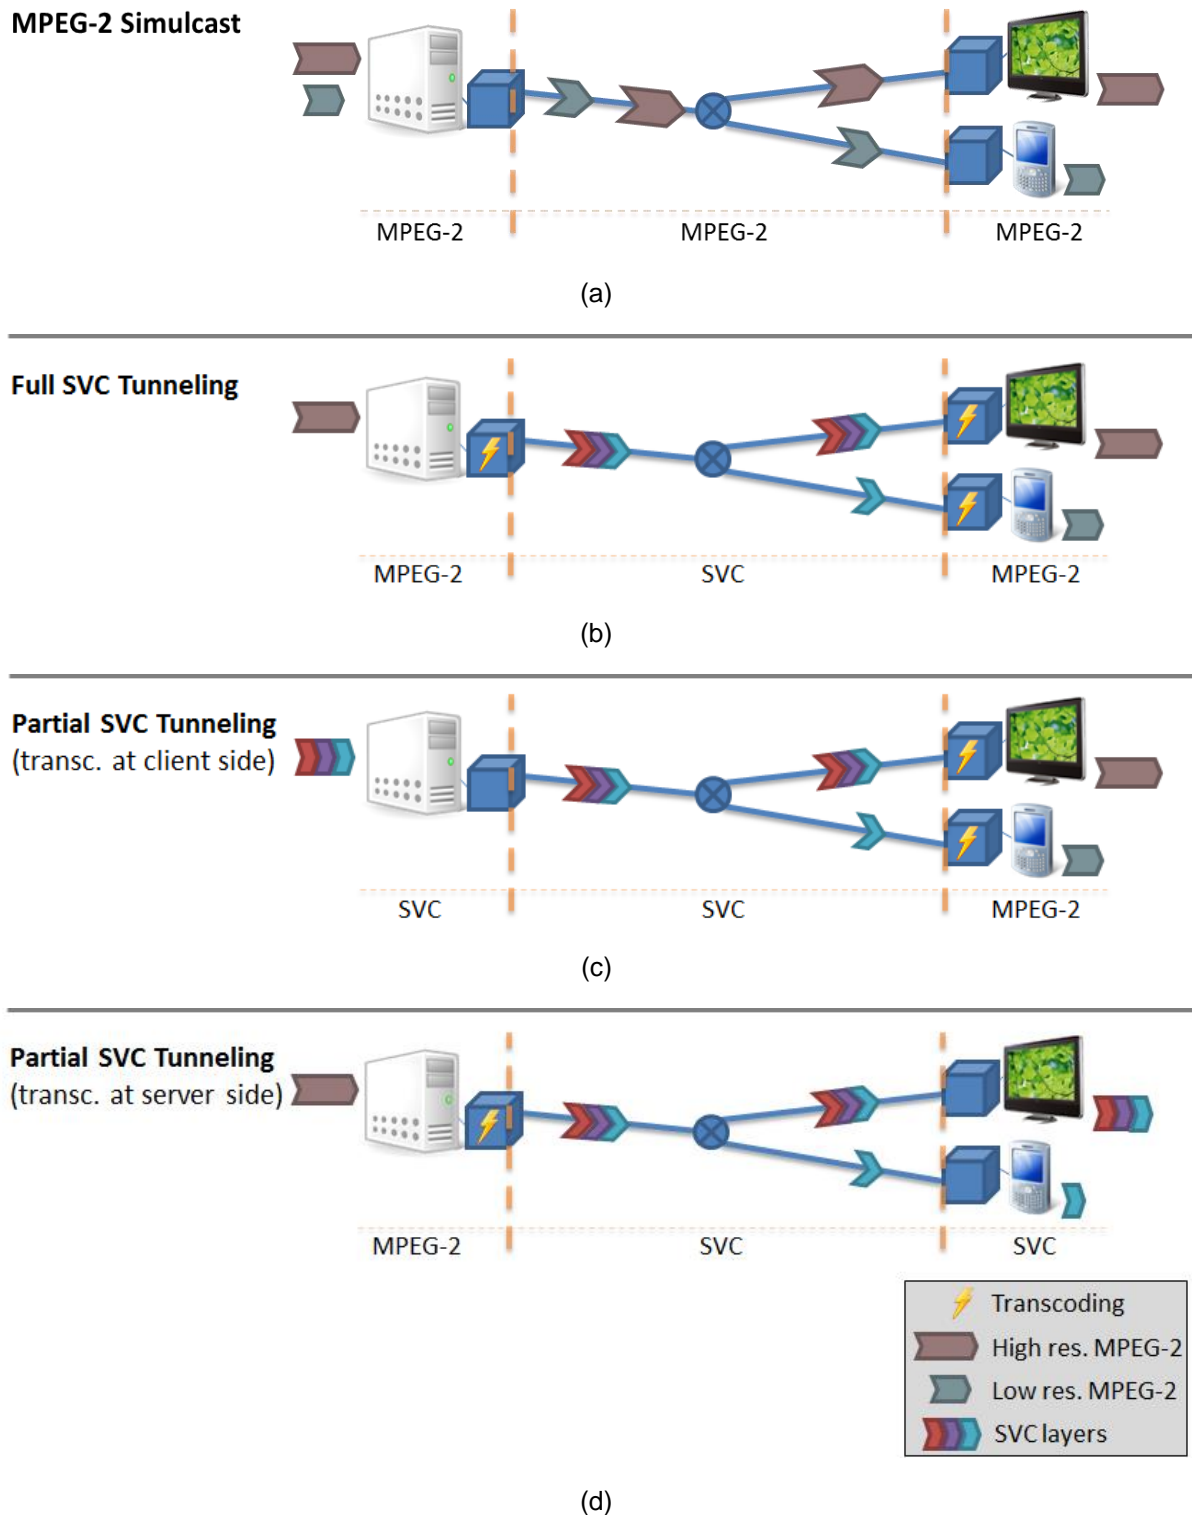 MPEG-2 Simulcast
MPEG-2
MPEG-2
MPEG-2
(a)
Full SVC Tunneling
MPEG-2
SVC
MPEG-2
(b)
Partial SVC Tunneling
(transc. at client side)
SVC
SVC
MPEG-2
(c)
Partial SVC Tunneling
(transc. at server side)
MPEG-2
SVC
SVC
Transcoding
High res. MPEG-2
Low res. MPEG-2
SVC layers
(d)